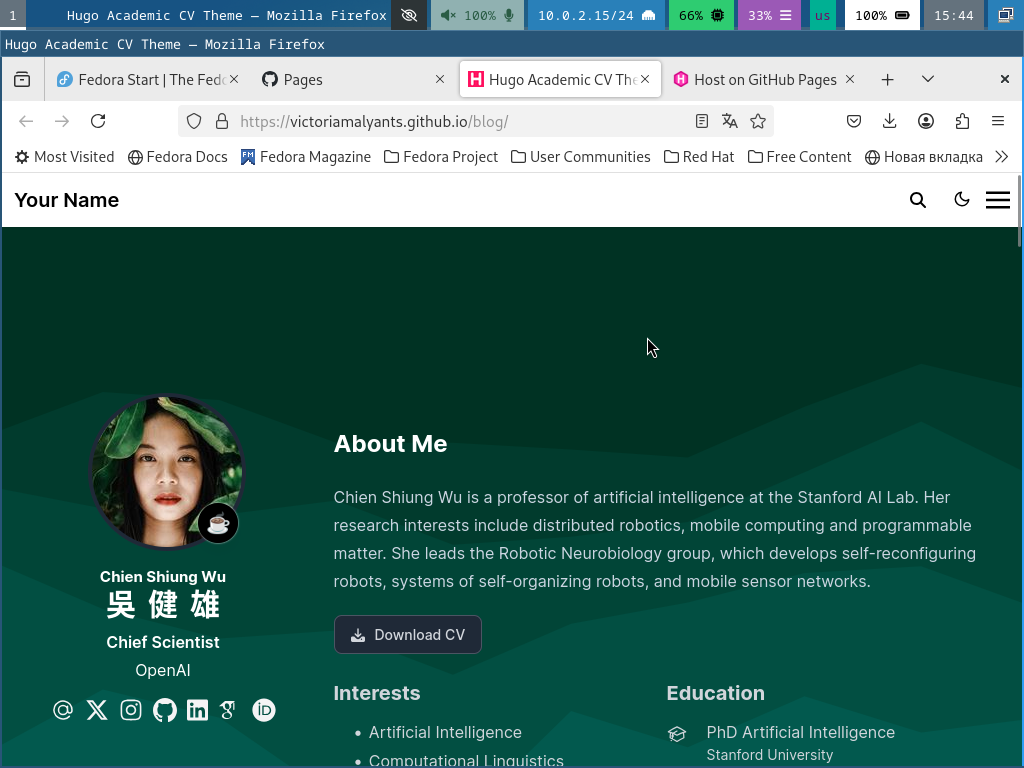 1 Hugo Academic CV Theme — Mozilla Firefox 100% 10.0.2.15/24 66% 33% us 100% 15:44
Hugo Academic CV Theme — Mozilla Firefox
Fedora Start | The Fedo Pages Hugo Academic CV The Host on GitHub Pages
https://victoriamalyants.github.io/blog/
Most Visited Fedora Docs Fedora Magazine Fedora Project User Communities Red Hat Free Content Новая вкладка
Your Name
About Me
Chien Shiung Wu is a professor of artificial intelligence at the Stanford AI Lab. Her
research interests include distributed robotics, mobile computing and programmable
matter. She leads the Robotic Neurobiology group, which develops self-reconfiguring
robots, systems of self-organizing robots, and mobile sensor networks.
Download CV
Chien Shiung Wu
吳健雄
Chief Scientist
OpenAI
Interests
Artificial Intelligence
Computational Linguistics
Education
PhD Artificial Intelligence
Stanford University